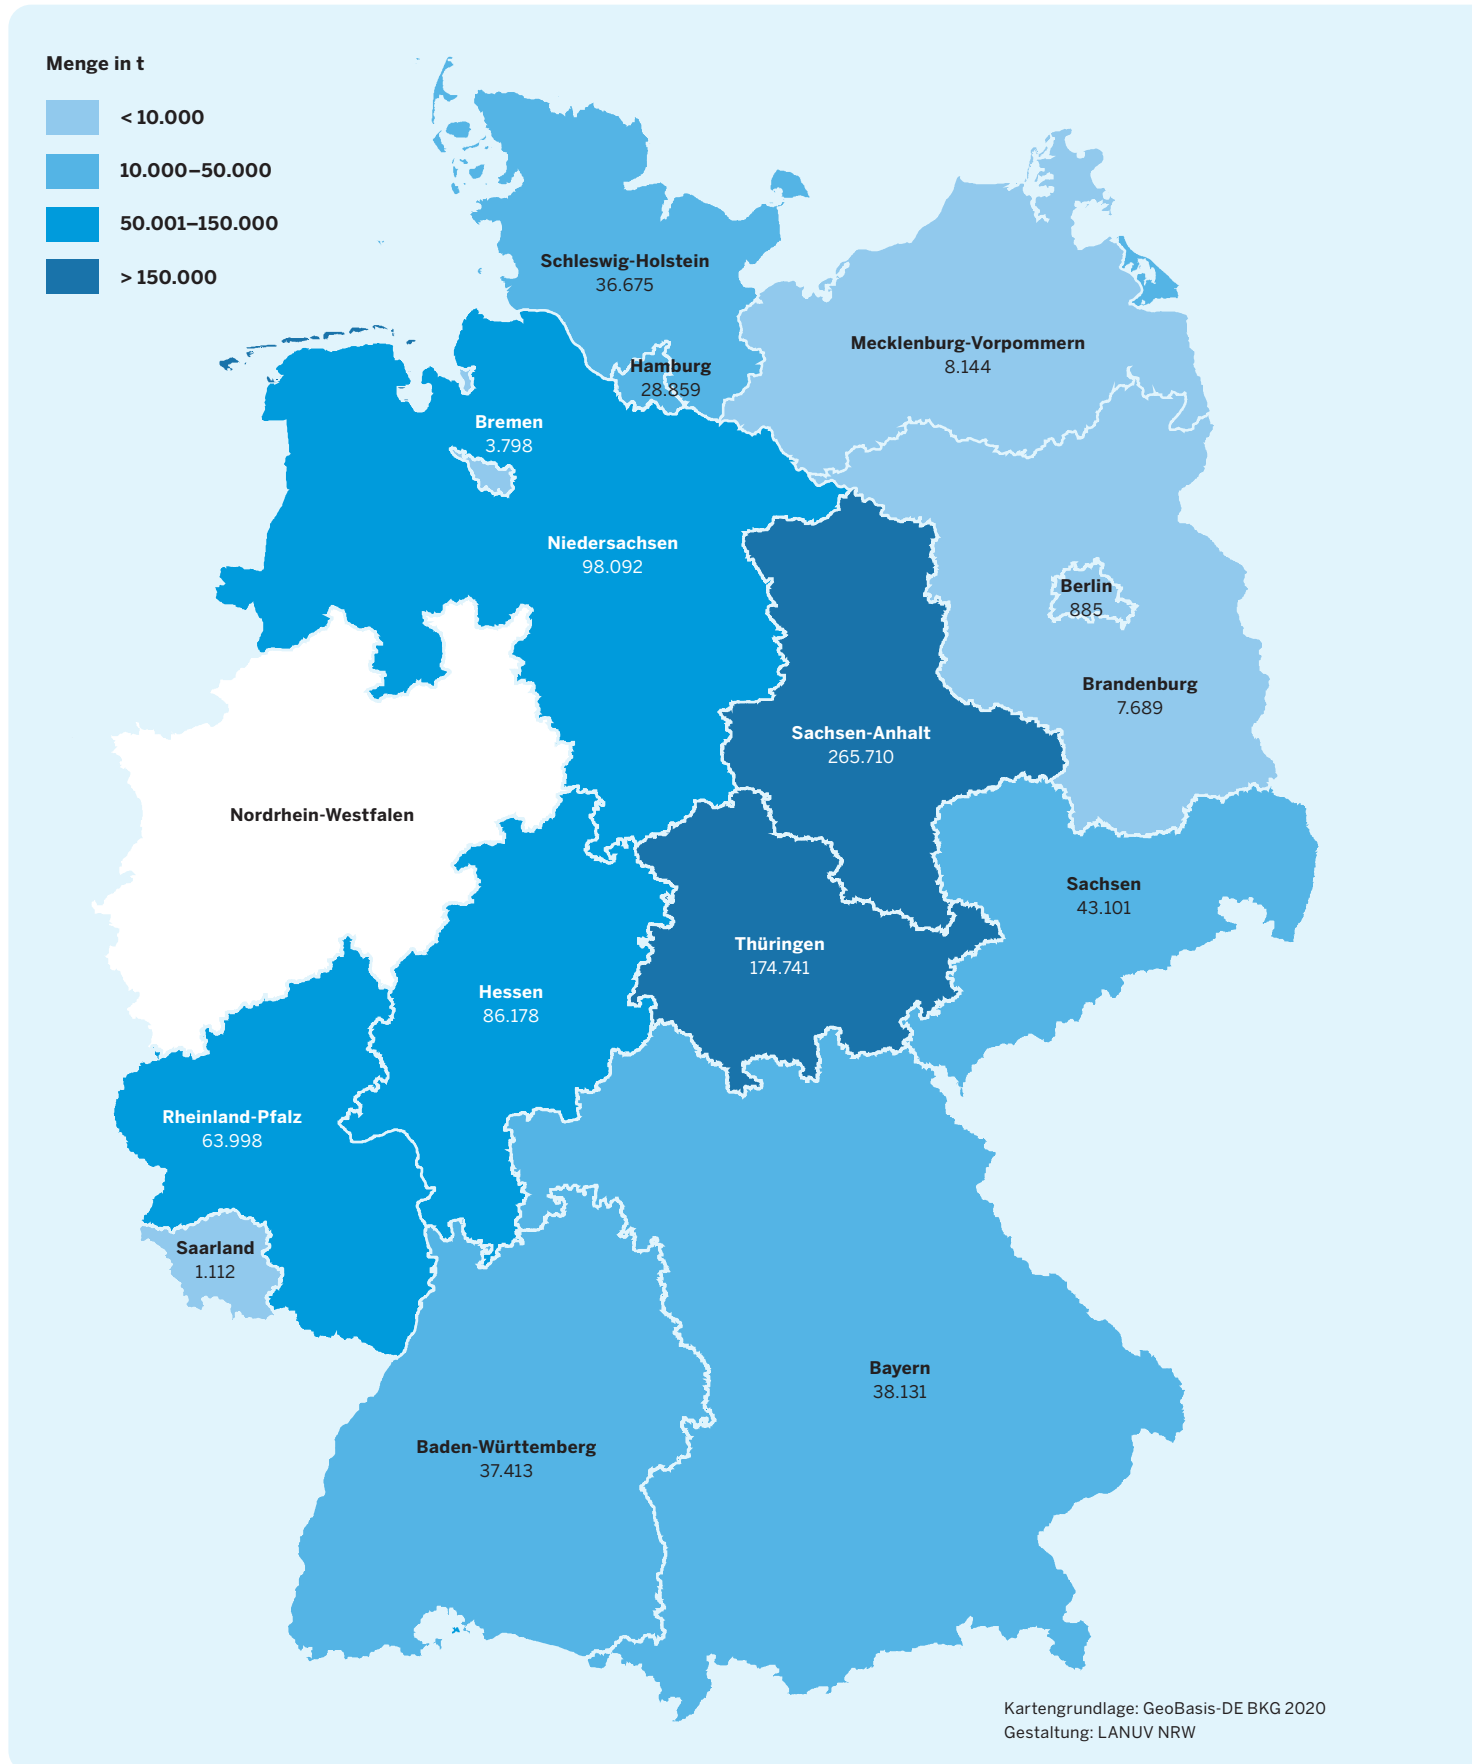 Menge in t
< 10.000
10.000–50.000
50.001–150.000
> 150.000
Schleswig-Holstein
36.675
Mecklenburg-Vorpommern
8.144
Hamburg
28.859
Bremen
3.798
Niedersachsen
98.092
Berlin
885
Brandenburg
7.689
Sachsen-Anhalt
265.710
Nordrhein-Westfalen
Sachsen
43.101
Thüringen
174.741
Hessen
86.178
Rheinland-Pfalz
63.998
Saarland
1.112
Bayern
38.131
Baden-Württemberg
37.413
Kartengrundlage: GeoBasis-DE BKG 2020
Gestaltung: LANUV NRW